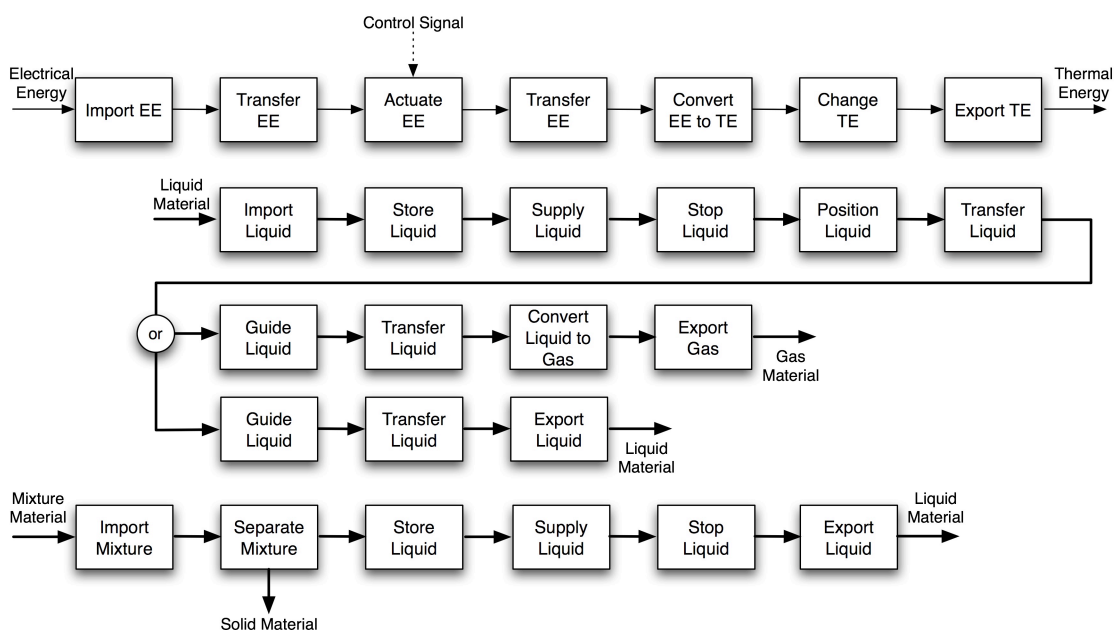 Control Signal
Electrical
Energy
Import EE
Transfer
EE
Actuate
EE
Transfer
EE
Convert
EE to TE
Change
TE
Export TE
Thermal
Energy
Liquid
Material
Import
Liquid
Store
Liquid
Supply
Liquid
Stop
Liquid
Position
Liquid
Transfer
Liquid
or
Guide
Liquid
Transfer
Liquid
Convert
Liquid to
Gas
Export
Gas
Gas
Material
Guide
Liquid
Transfer
Liquid
Export
Liquid
Liquid
Material
Mixture
Material
Import
Mixture
Separate
Mixture
Store
Liquid
Supply
Liquid
Stop
Liquid
Export
Liquid
Liquid
Material
Solid Material